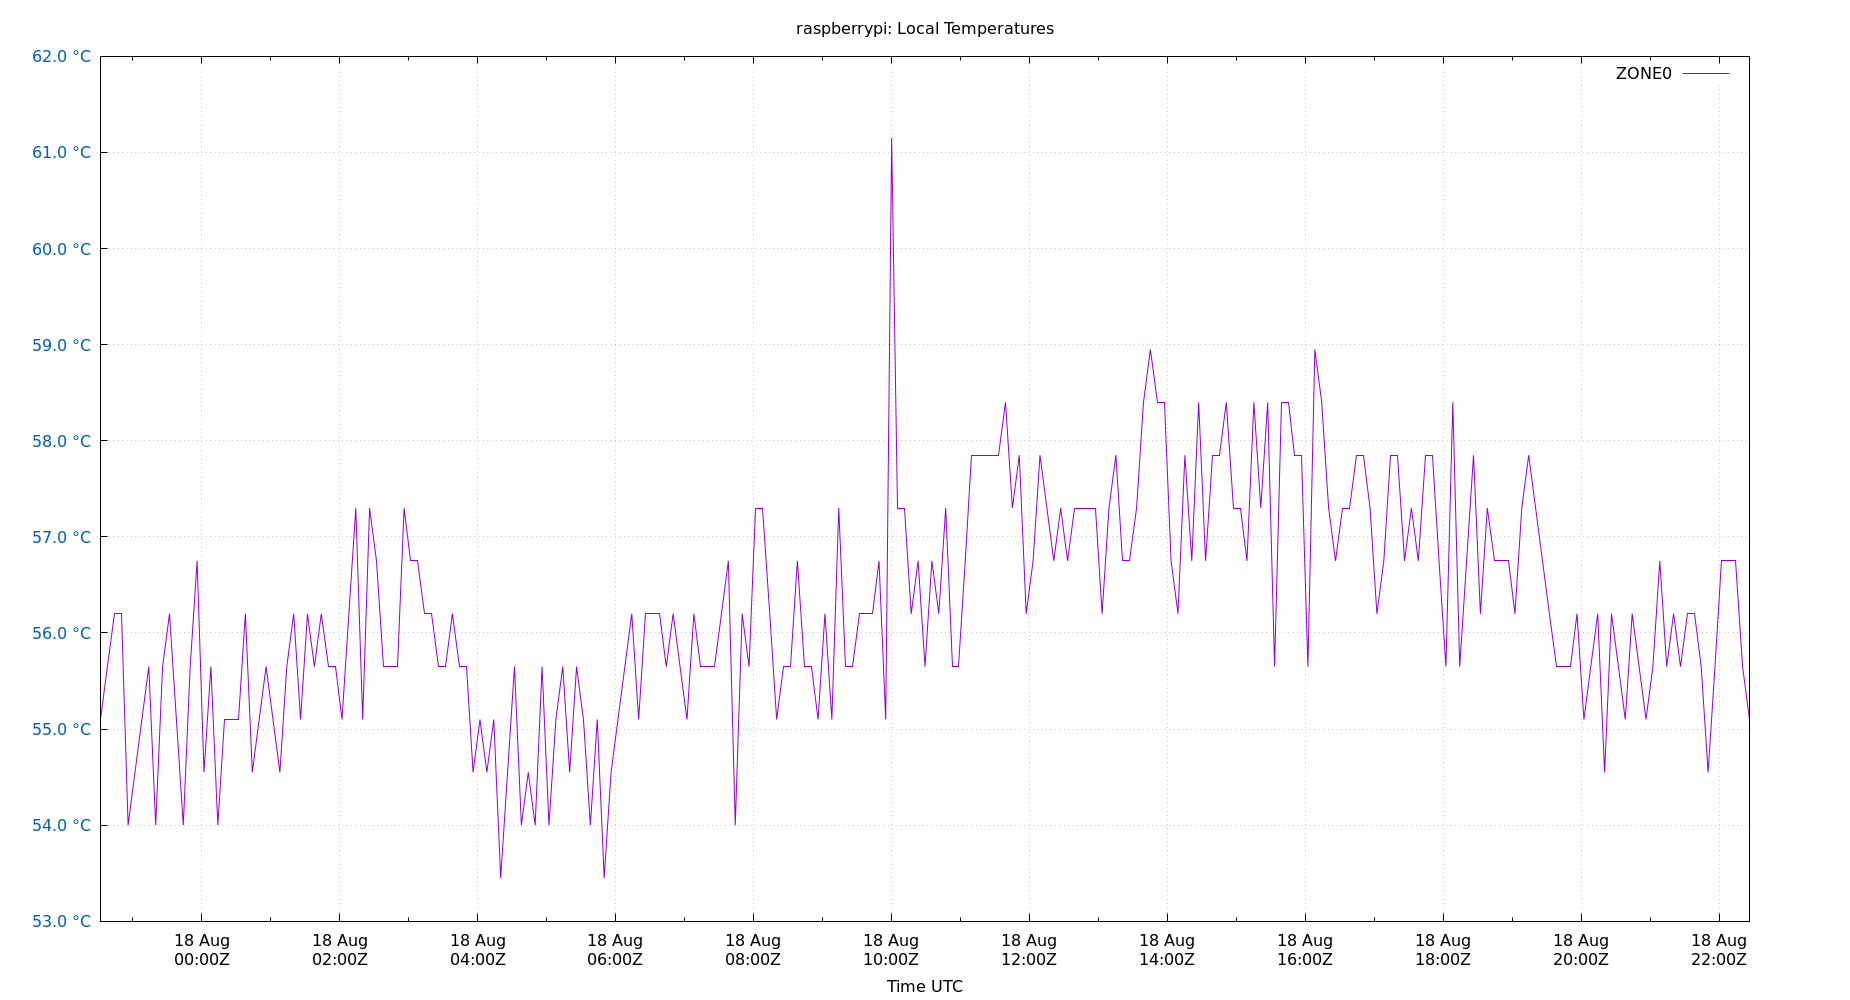 raspberrypi: Local Temperatures
62.0 °C
ZONE0
61.0 °C
60.0 °C
59.0 °C
58.0 °C
57.0 °C
56.0 °C
55.0 °C
54.0 °C
53.0 °C
18 Aug 18 Aug 18 Aug 18 Aug 18 Aug 18 Aug 18 Aug 18 Aug 18 Aug 18 Aug 18 Aug 18 Aug
00:00Z 02:00Z 04:00Z 06:00Z 08:00Z 10:00Z 12:00Z 14:00Z 16:00Z 18:00Z 20:00Z 22:00Z
Time UTC